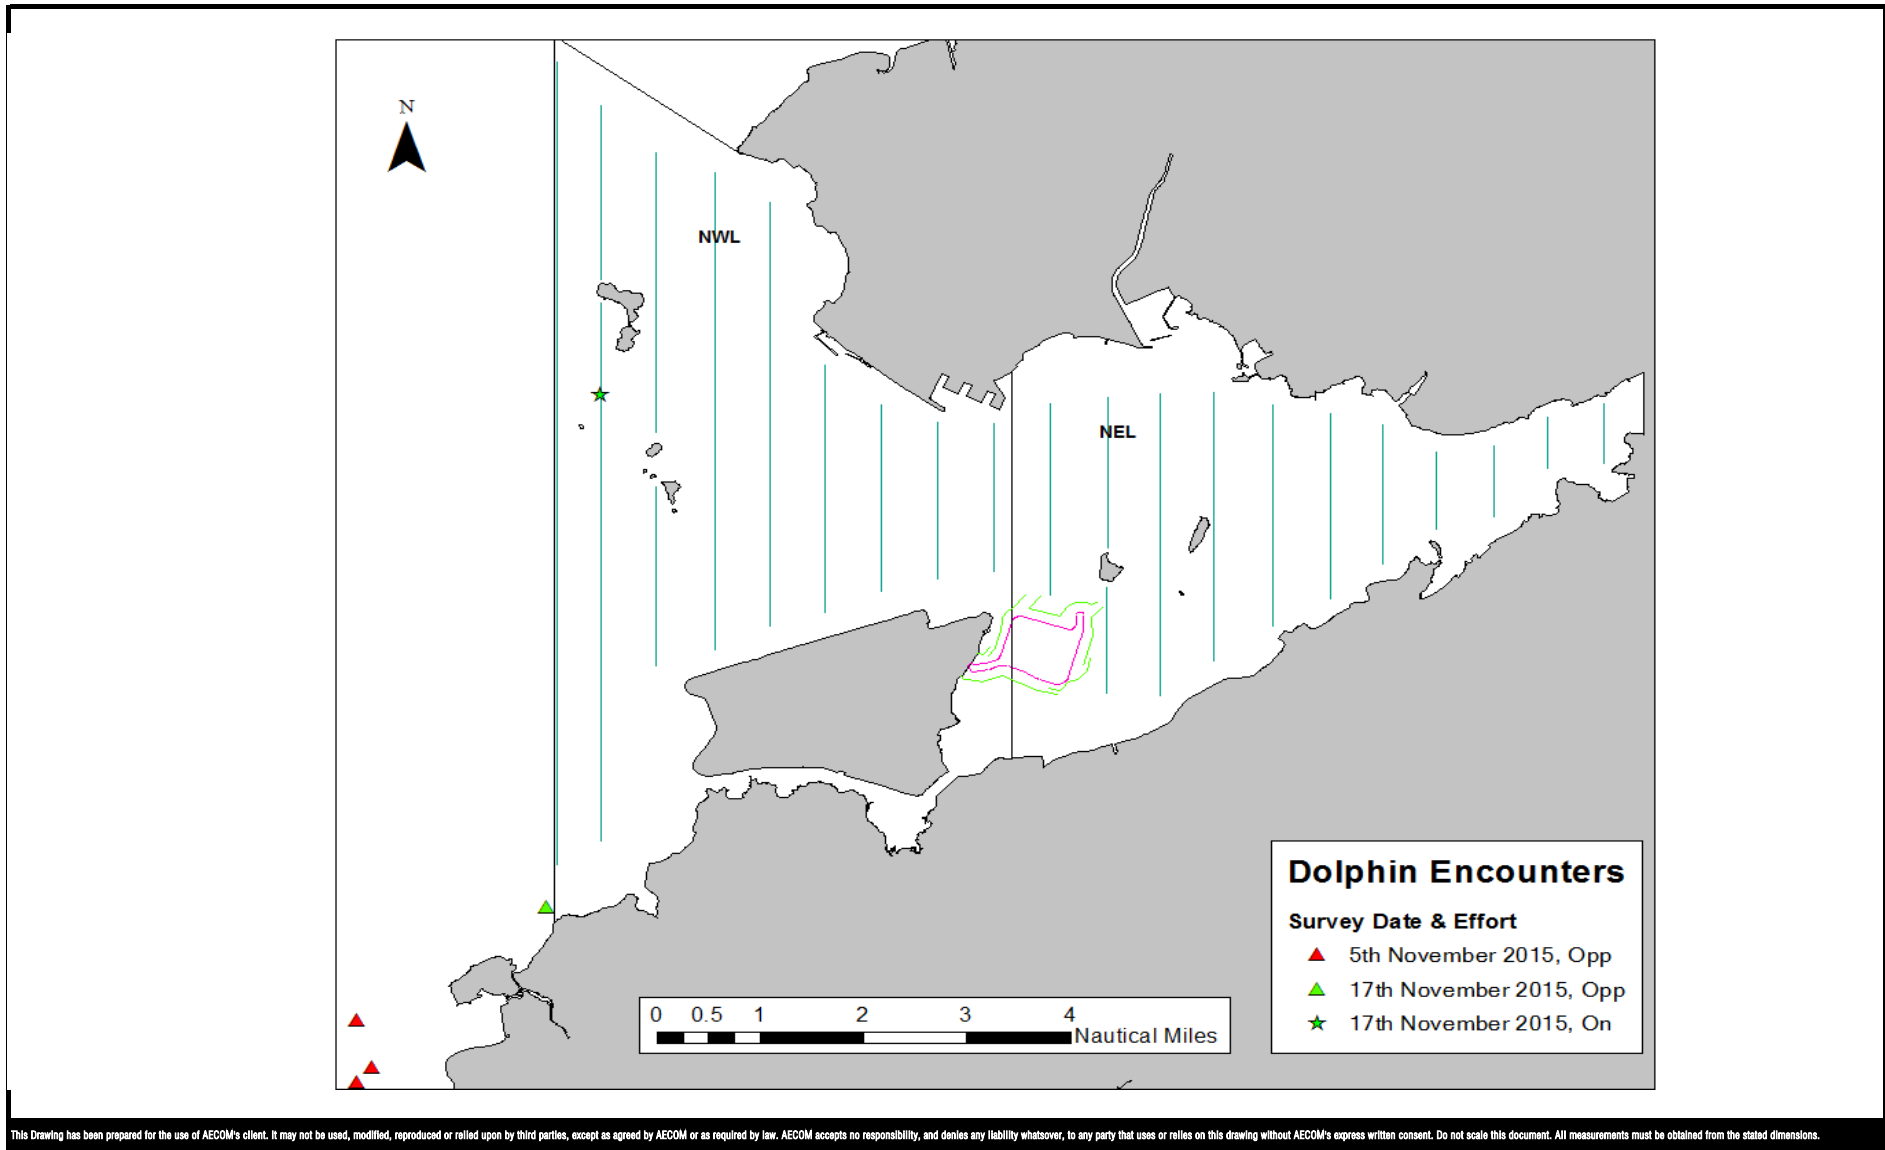 N
NWL
NEL
Dolphin Encounters
Survey Date & Effort
5th November 2015, Opp
17th November 2015, Opp
17th November 2015, On
0 0.5 1 2 3 4
Nautical Miles
This Drawing has been prepared for the use of AECOM's client. It may not be used, modified, reproduced or relied upon by third parties, except as agreed by AECOM or as required by law. AECOM accepts no responsibility, and denies any liability whatsover, to any party that uses or relies on this drawing without AECOM's express written consent. Do not scale this document. All measurements must be obtained from the stated dimensions.